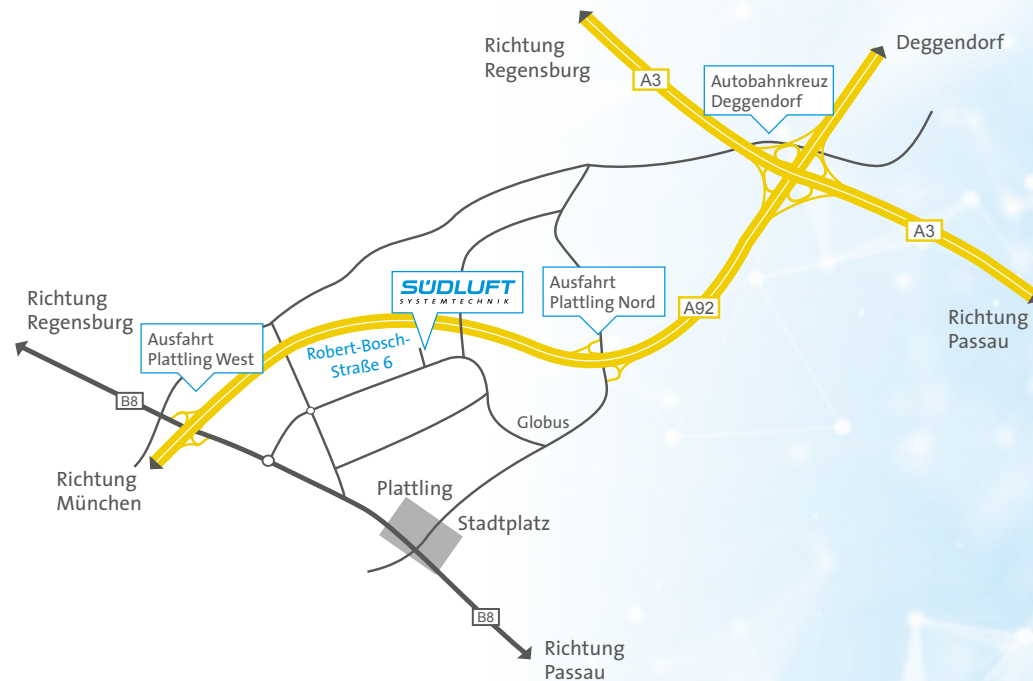 Richtung
Regensburg
Deggendorf
A3
Autobahnkreuz
Deggendorf
A3
SÜDLUFT
SYSTEMTECHNIK
Ausfahrt
Plattling Nord
A92
Richtung
Passau
Richtung
Regensburg
Ausfahrt
Plattling West
Robert-Bosch-
Straße 6
B8
Globus
Richtung
München
Plattling
Stadtplatz
B8
Richtung
Passau